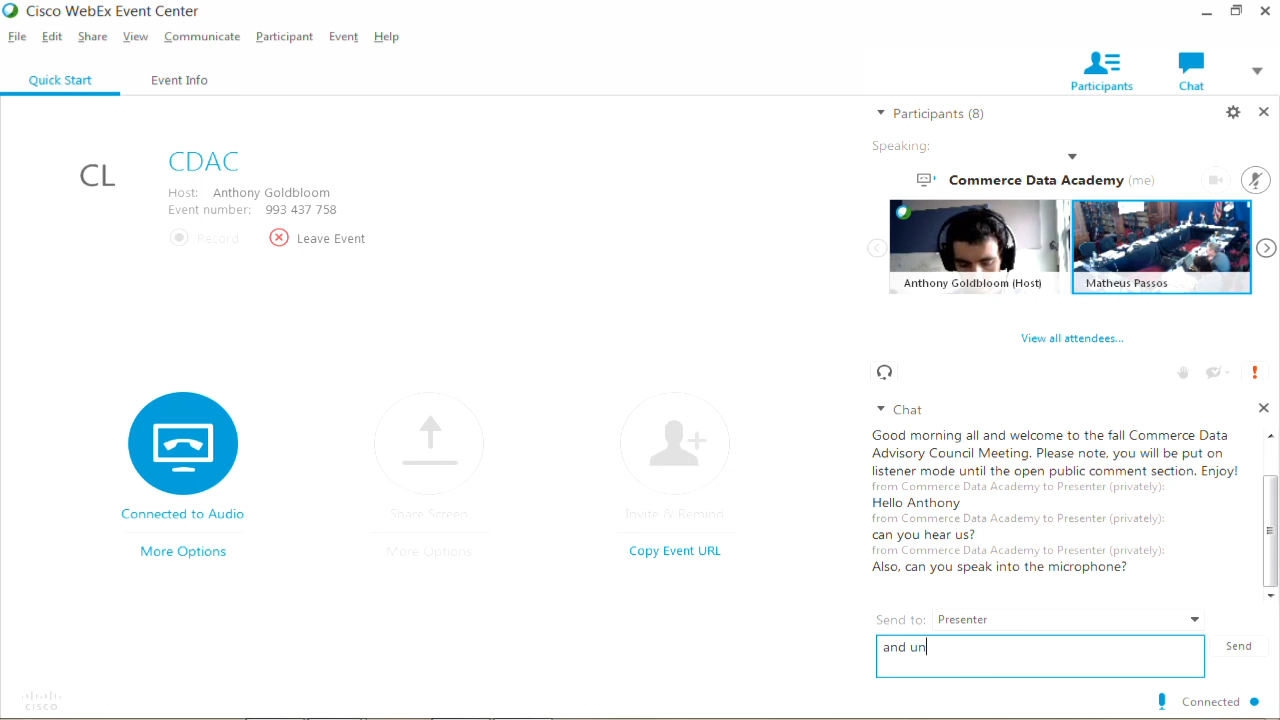 Cisco WebEx Event Center
File Edit Share View Communicate Participant Event Help
Quick Start Event Info
Participants Chat
Participants (8)
Speaking:
CL
CDAC
Host: Anthony Goldbloom
Event number: 993 437 758
Record Leave Event
Commerce Data Academy (me)
Anthony Goldbloom (Host) Matheus Passos
View all attendees...
Connected to Audio
More Options
Share Screen
More Options
Invite & Remind
Copy Event URL
Chat
Good morning all and welcome to the fall Commerce Data
Advisory Council Meeting. Please note, you will be put on
listener mode until the open public comment section. Enjoy!
from Commerce Data Academy to Presenter (privately):
Hello Anthony
from Commerce Data Academy to Presenter (privately):
can you hear us?
from Commerce Data Academy to Presenter (privately):
Also, can you speak into the microphone?
Send to: Presenter
and un
Send
CISCO
Connected